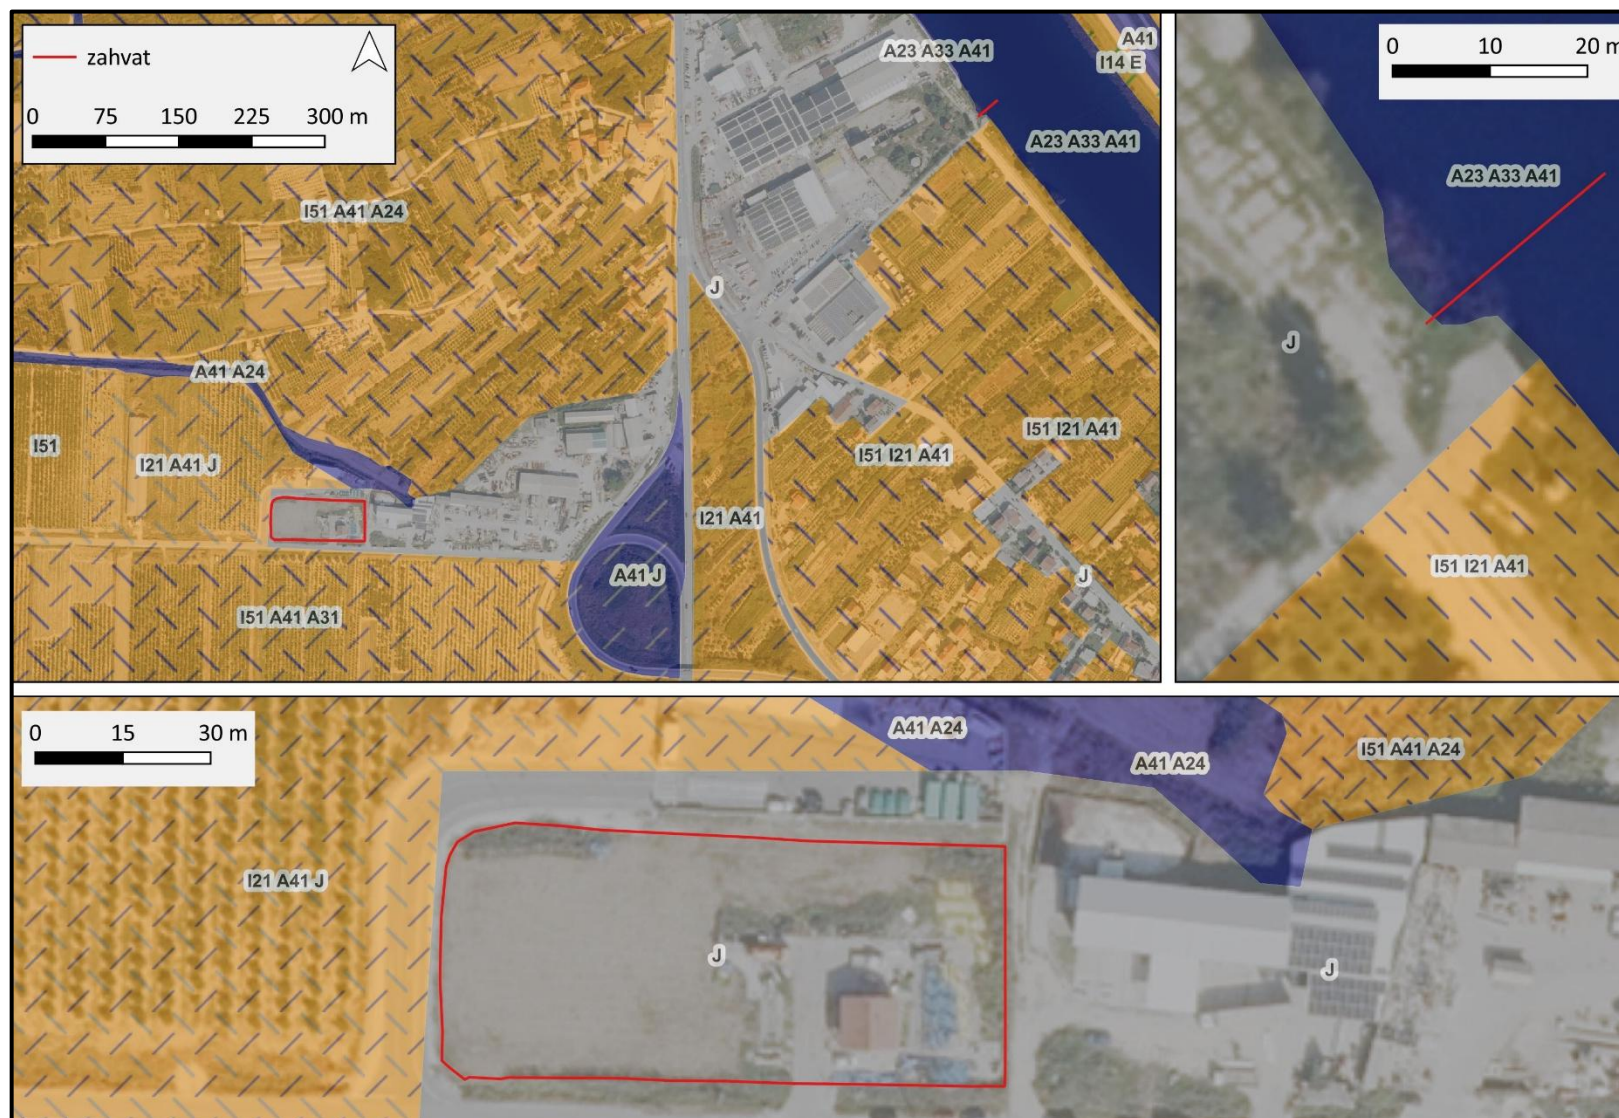 zahvat
0 75 150 225 300 m
A23 A33 A41
A41
I14 E
A23 A33 A41
I51 A41 A24
J
A41 A24
I51
I21 A41 J
I51 I21 A41
I51 I21 A41
I21 A41
A41 J
J
I51 A41 A31
0 10 20 m
A23 A33 A41
J
I51 I21 A41
0 15 30 m
A41 A24
A41 A24
I51 A41 A24
I21 A41 J
J
J